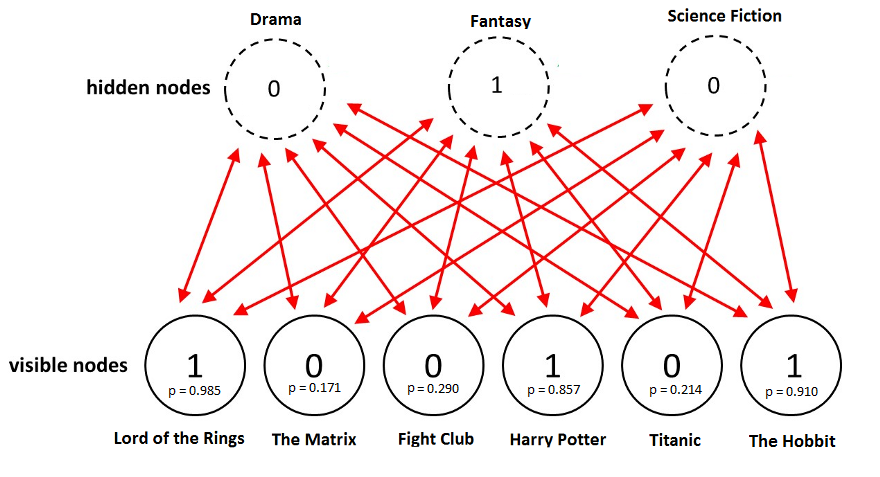 Drama
Fantasy
Science Fiction
hidden nodes
0
1
0
visible nodes
1
p = 0.985
0
p = 0.171
0
p = 0.290
1
p = 0.857
0
p = 0.214
1
p = 0.910
Lord of the Rings
The Matrix
Fight Club
Harry Potter
Titanic
The Hobbit